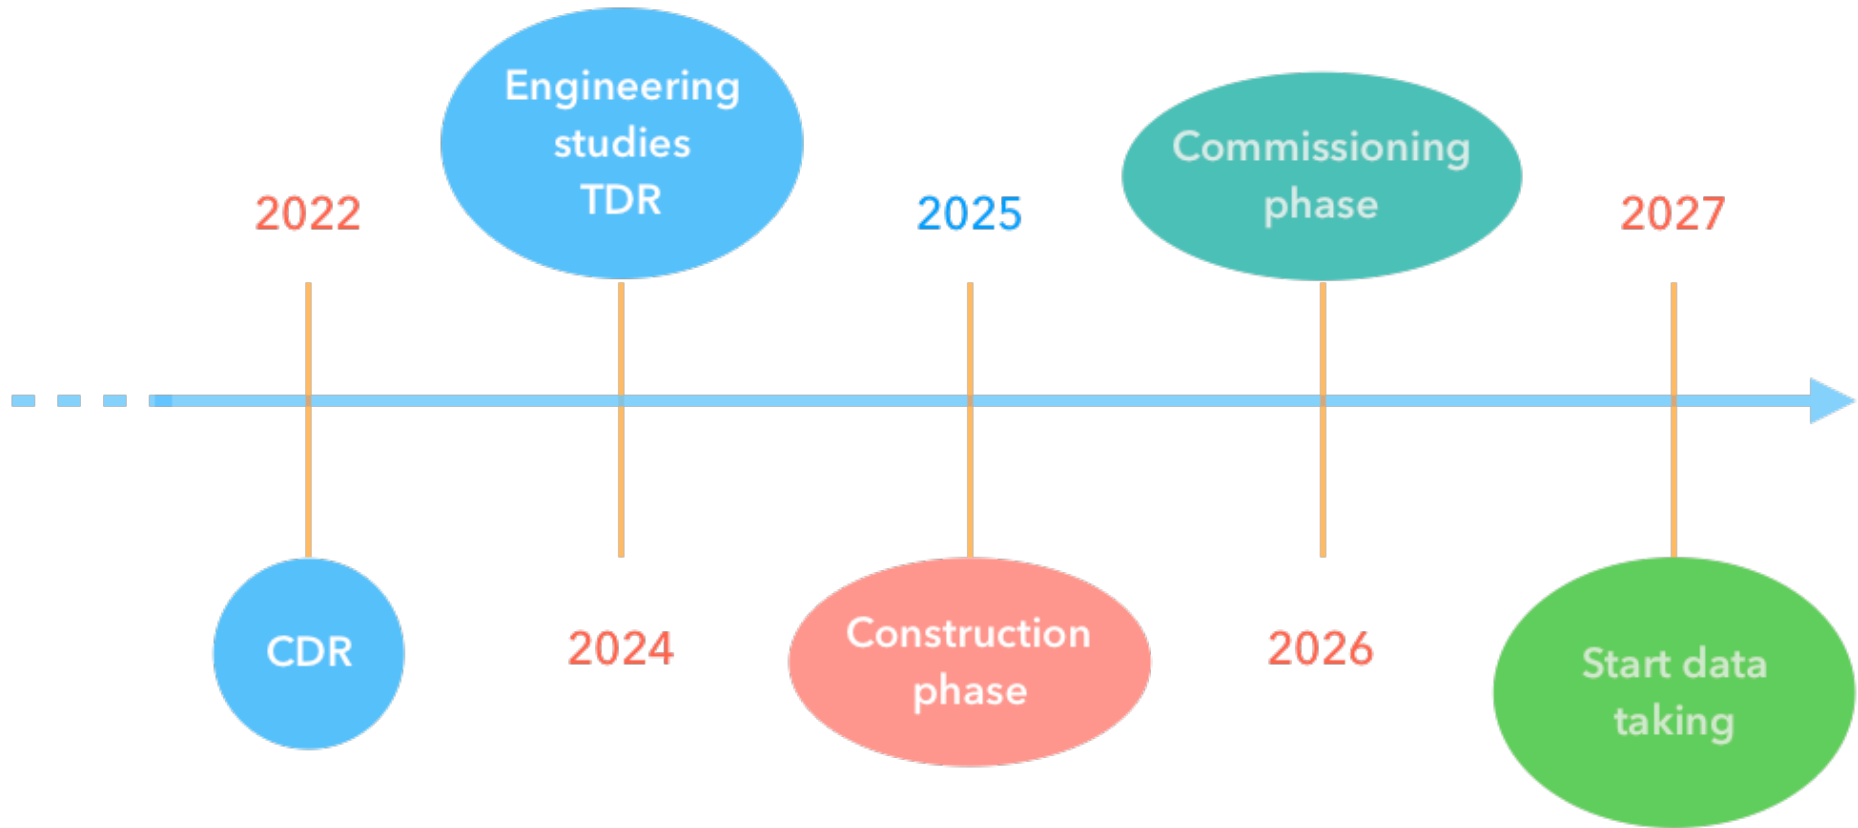 2022
CDR
Engineering
studies
TDR
2024
2025
Construction
phase
Commissioning
phase
2026
2027
Start data
taking